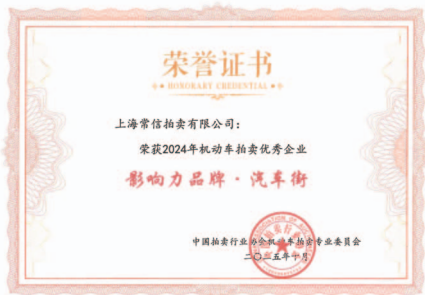 荣誉证书
HONORARY CREDENTIAL
上海常信拍卖有限公司：
荣获2024年机动车拍卖优秀企业
影响力品牌·汽车街
中国拍卖行业协会机动车拍卖专业委员会
二〇二五年十月